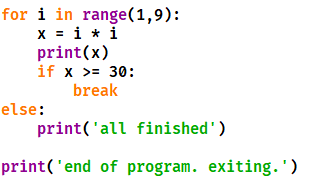 for i in range(1,9):
    x = i * i
    print(x)
    if x >= 30:
        break
else:
    print('all finished')

print('end of program. exiting.')